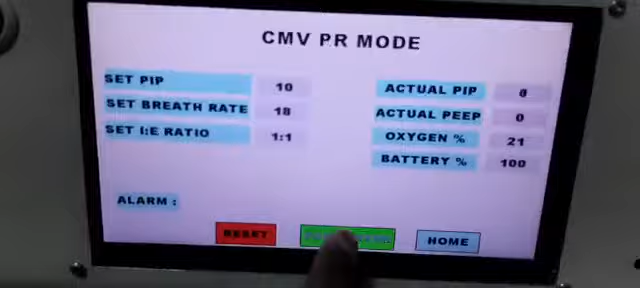 CMV PR MODE
SET PIP 10
SET BREATH RATE 18
SET I:E RATIO 1:1
ACTUAL PIP 0
ACTUAL PEEP 0
OXYGEN % 21
BATTERY % 100
ALARM :
RESET
HOME